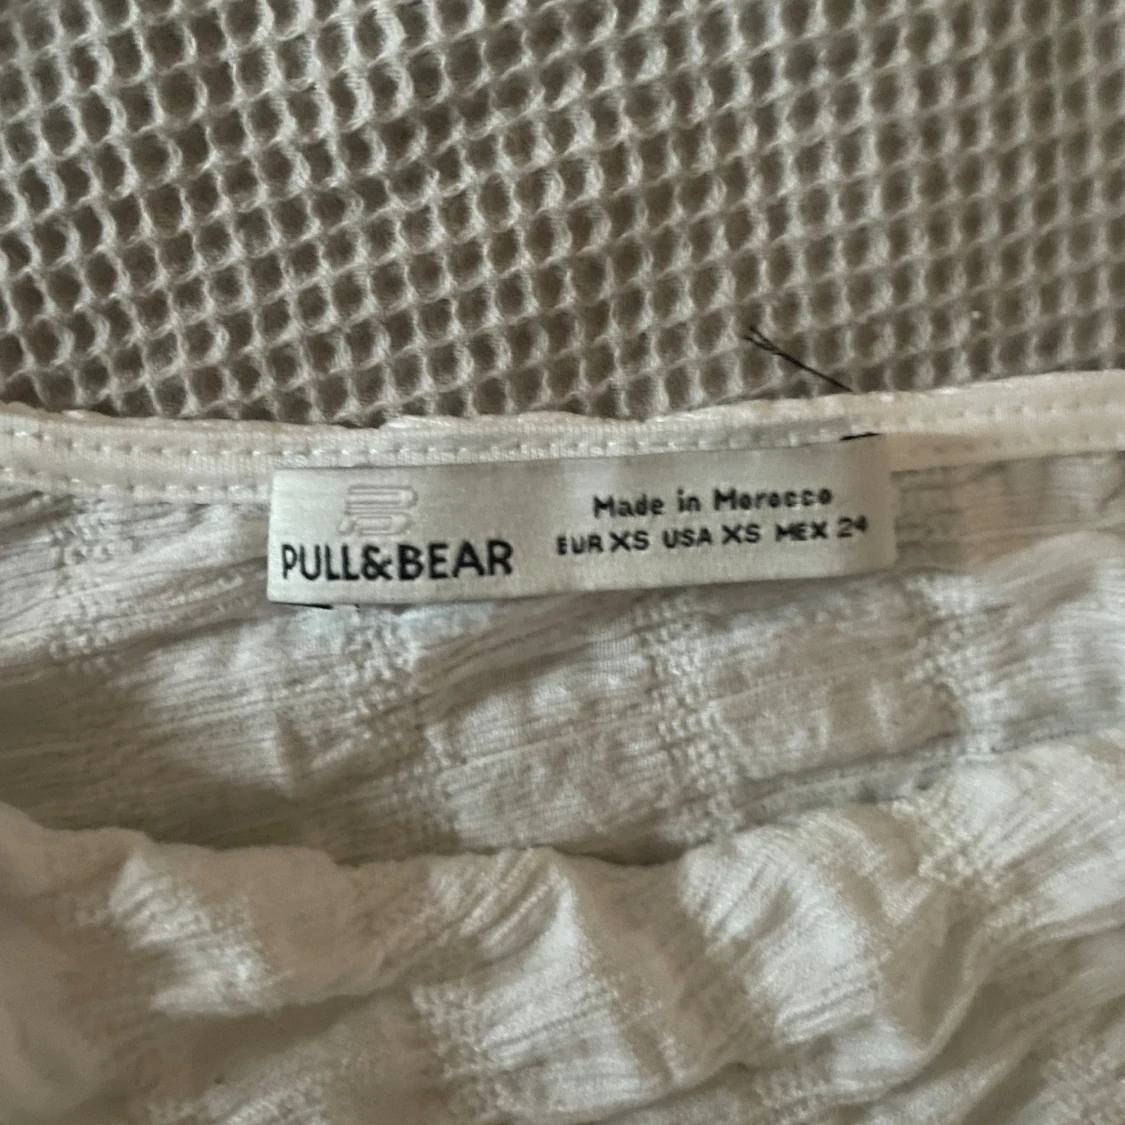 PULL&BEAR
Made in Morocco
EUR XS USA XS MEX 24